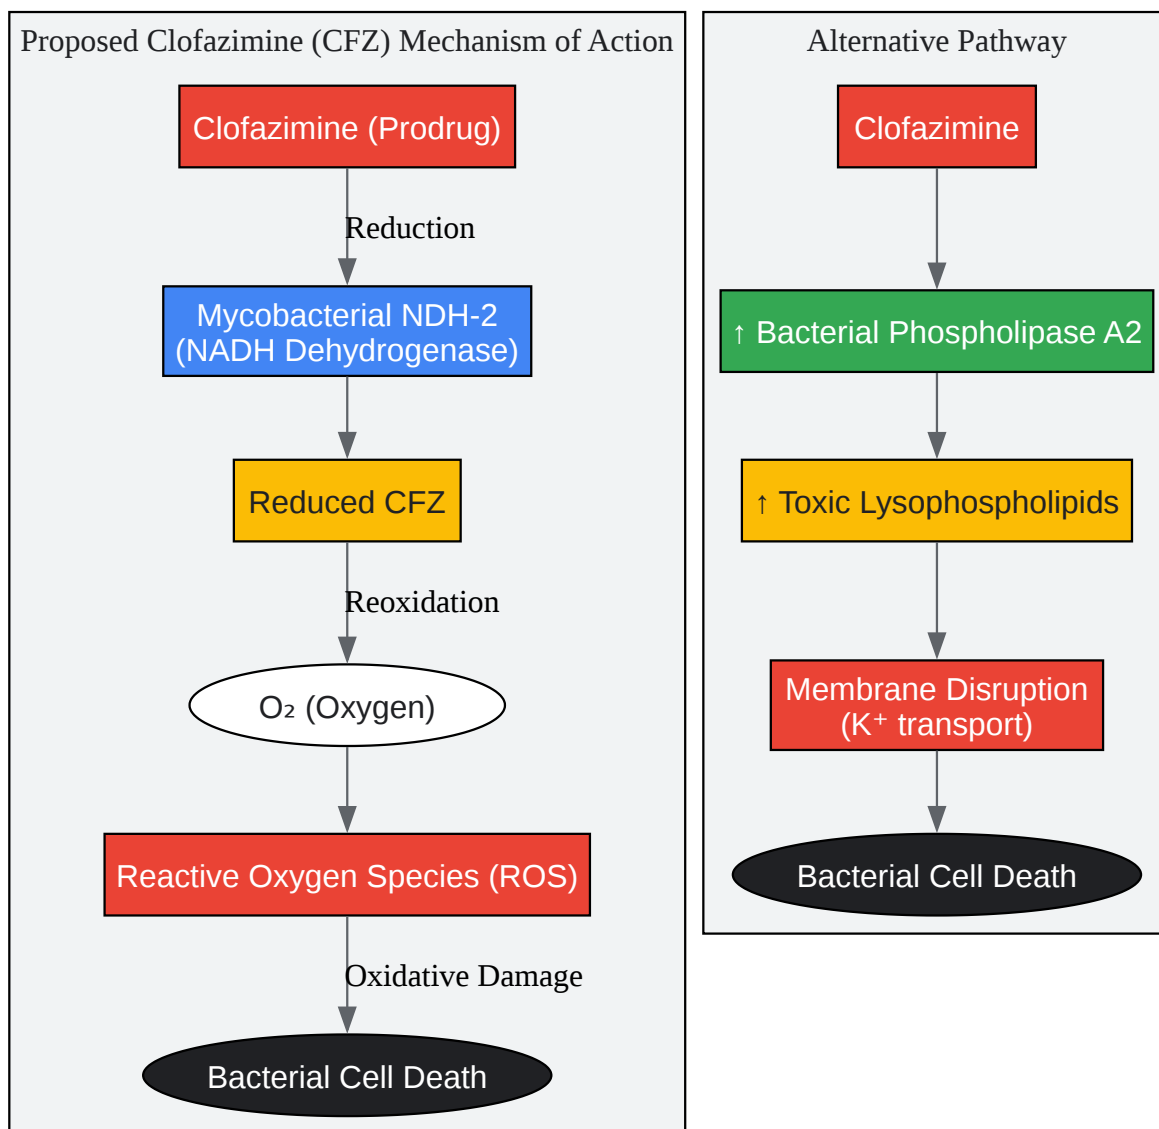 Proposed Clofazimine (CFZ) Mechanism of Action
Clofazimine (Prodrug)
Reduction
Mycobacterial NDH-2
(NADH Dehydrogenase)
Reduced CFZ
Reoxidation
O₂ (Oxygen)
Reactive Oxygen Species (ROS)
Oxidative Damage
Bacterial Cell Death
Alternative Pathway
Clofazimine
↑ Bacterial Phospholipase A2
↑ Toxic Lysophospholipids
Membrane Disruption
(K⁺ transport)
Bacterial Cell Death